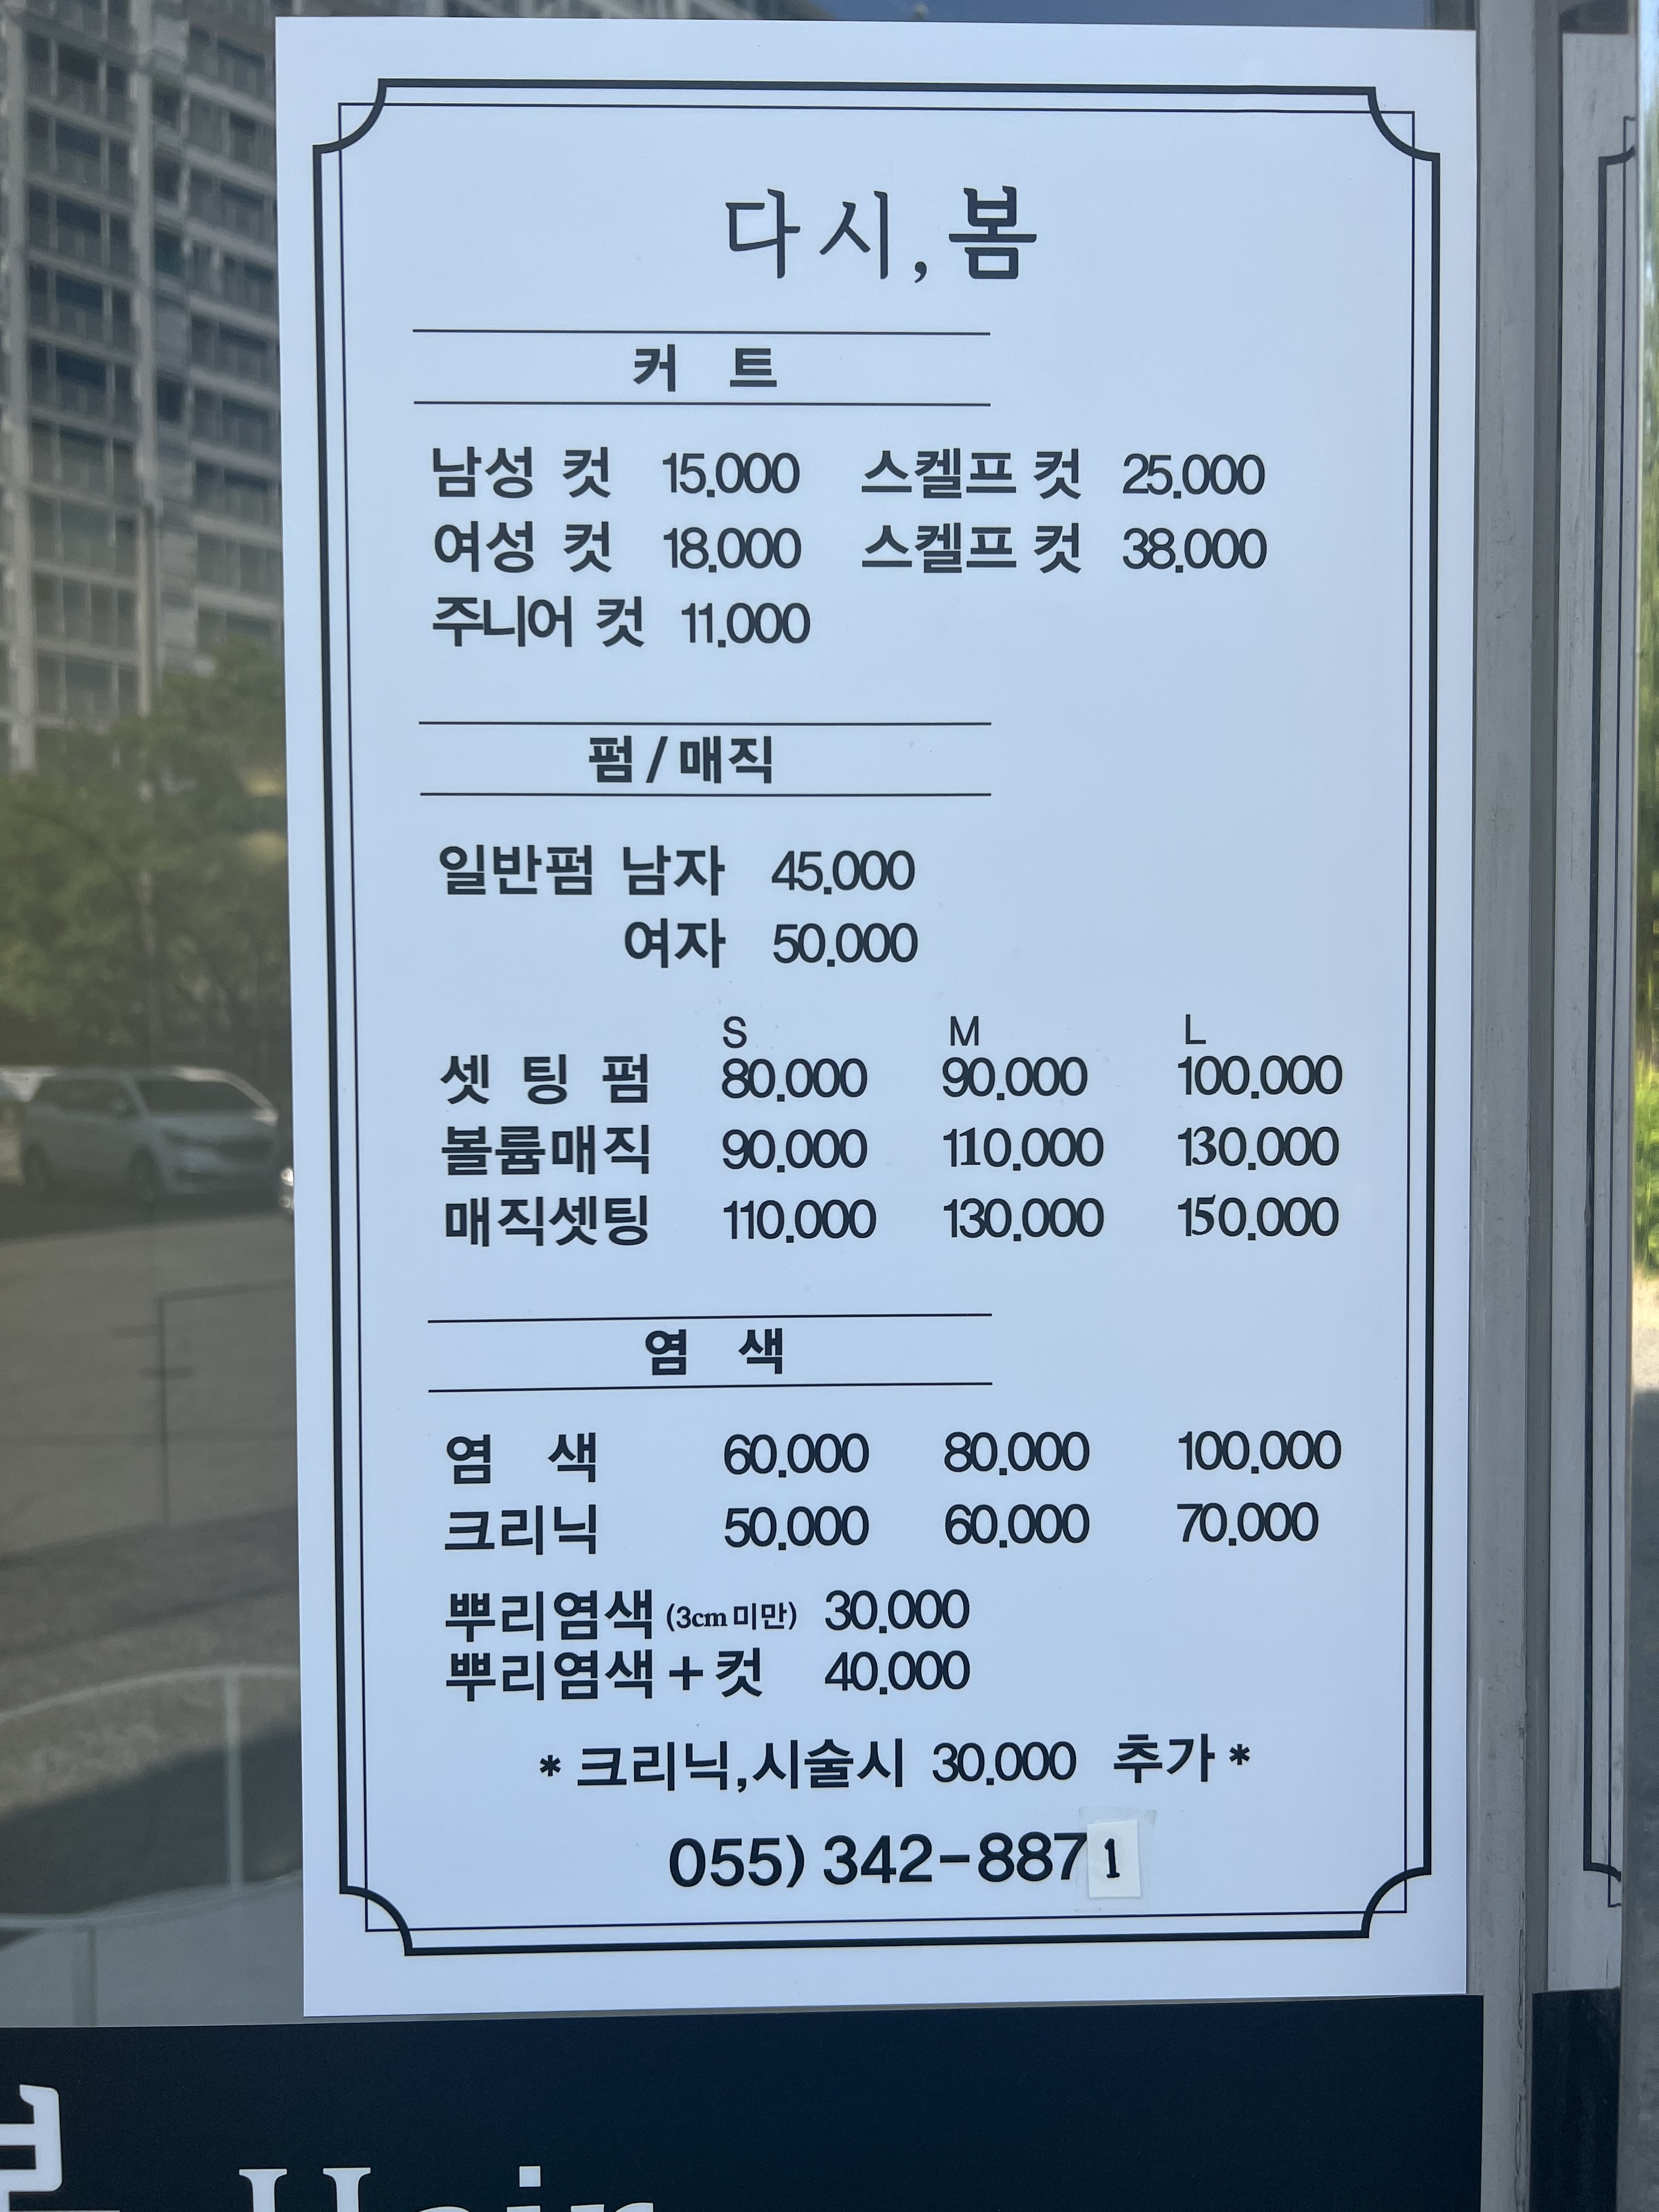 다시, 봄
커 트
남성 컷 15.000 스켈프 컷 25.000
여성 컷 18.000 스켈프 컷 38.000
주니어 컷 11.000
펌/매직
일반펌 남자 45.000
여자 50.000
S M L
셋 팅 펌 80.000 90.000 100.000
볼륨매직 90.000 110.000 130.000
매직셋팅 110.000 130.000 150.000
염 색
염 색 60.000 80.000 100.000
크리닉 50.000 60.000 70.000
뿌리염색 (3cm미만) 30.000
뿌리염색+컷 40.000
* 크리닉,시술시 30.000 추가 *
055) 342-8871
Hair